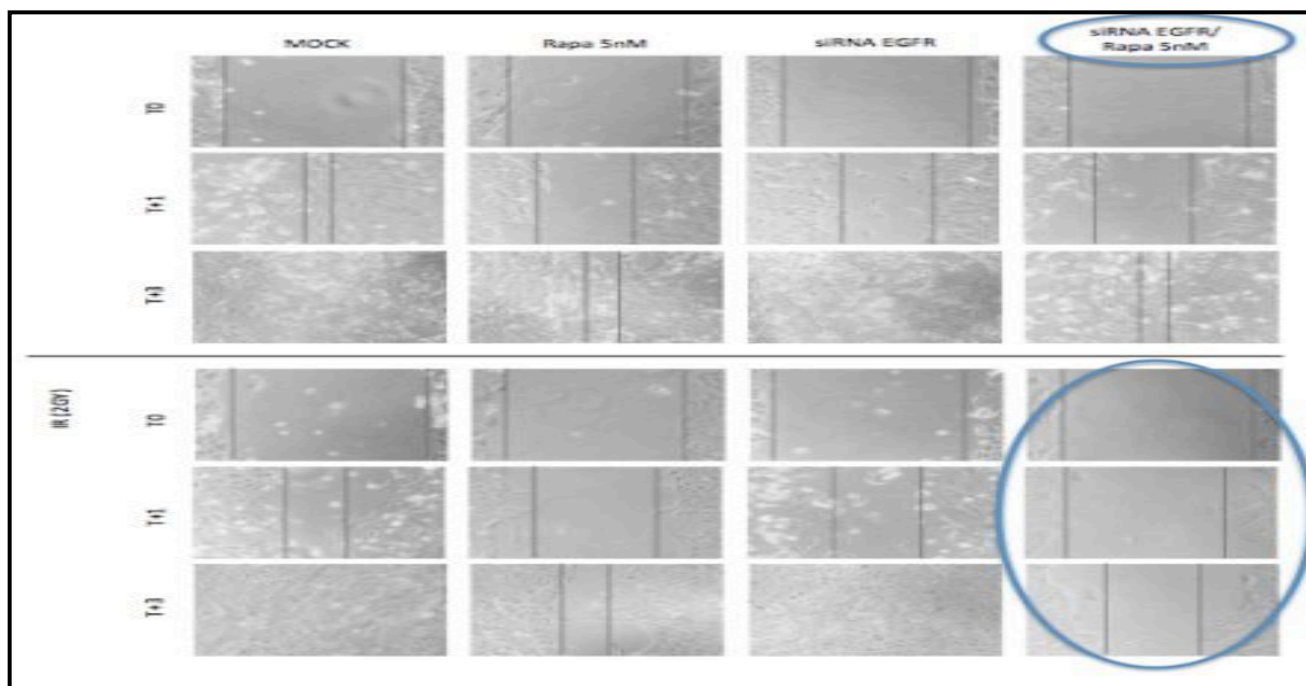 MOCK
Rapa 5nM
siRNA EGFR
siRNA EGFR/
Rapa 5nM
T0
T+1
T+3
IR (2GY)
T0
T+1
T+3